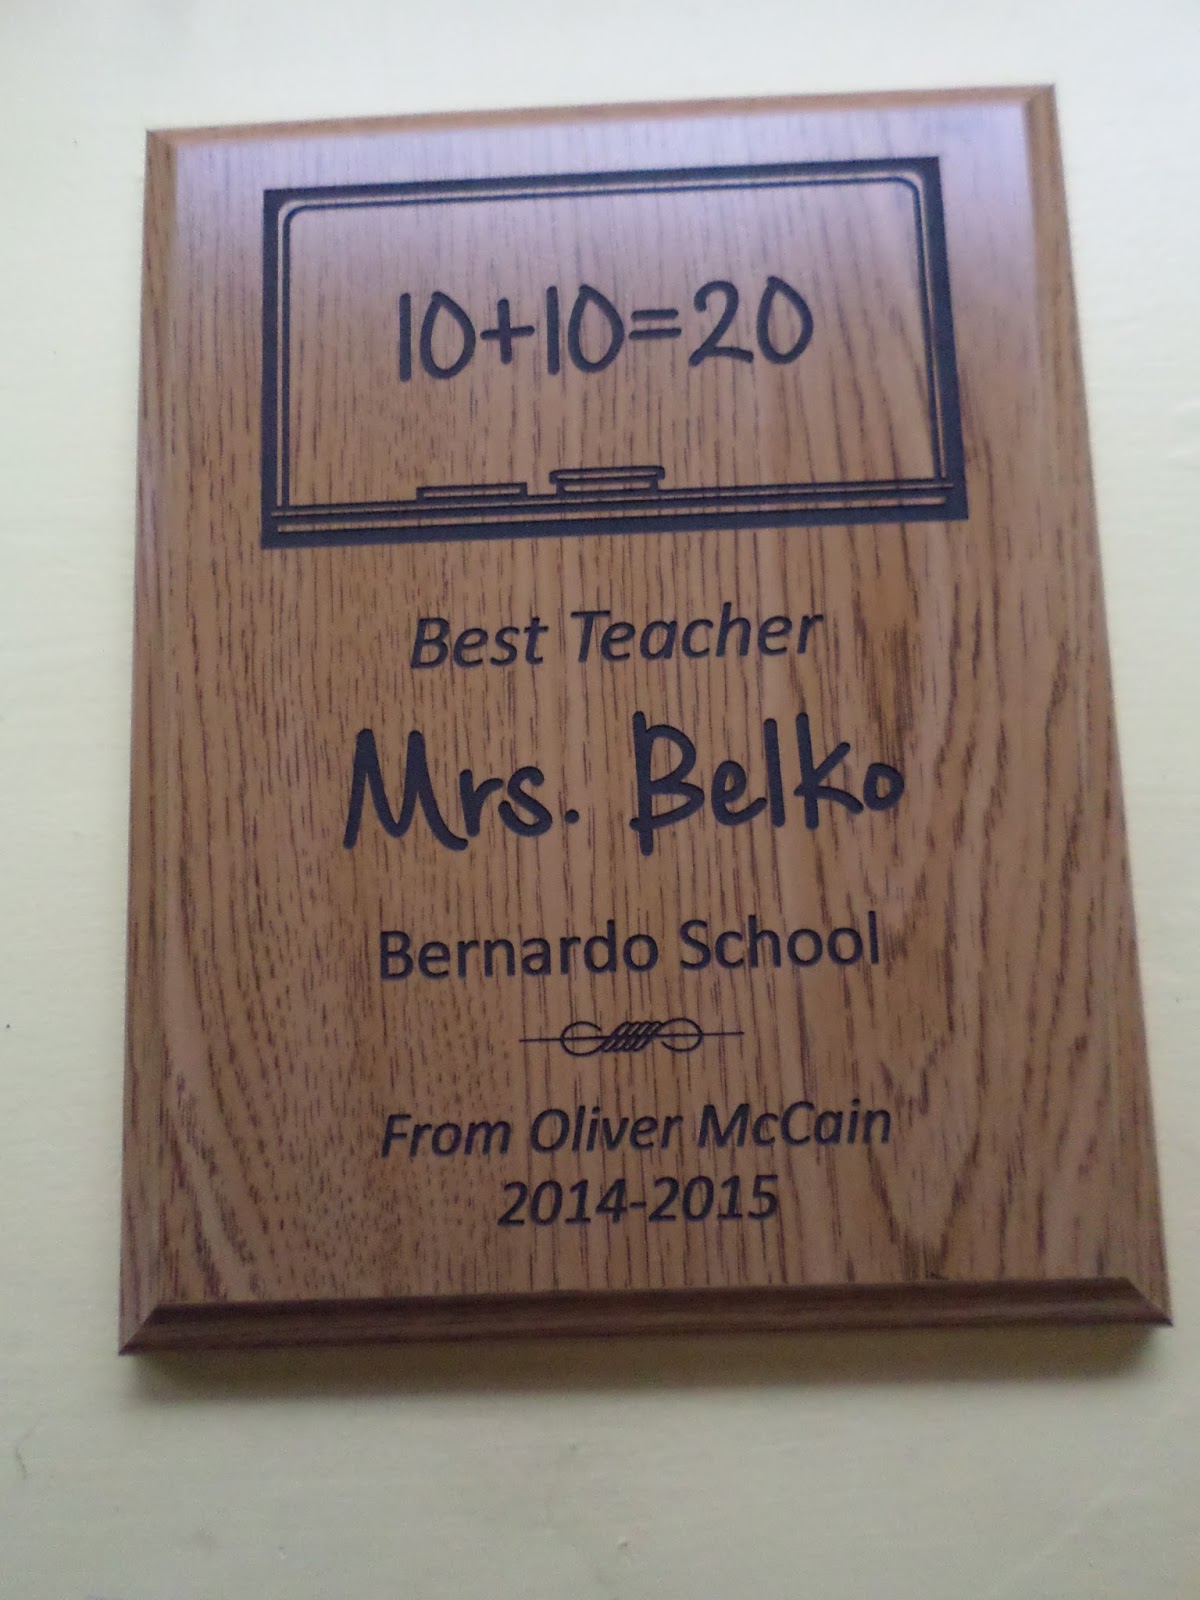 10+10=20
Best Teacher
Mrs. Belko
Bernardo School
From Oliver McCain
2014-2015